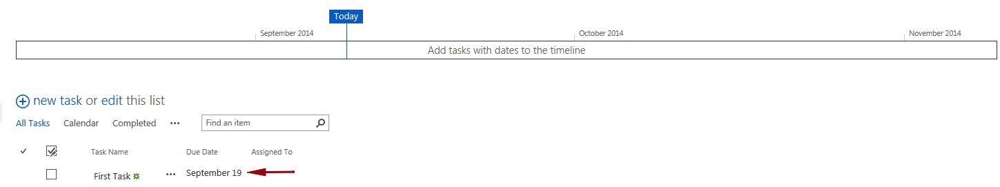 Today
September 2014 October 2014 November 2014
Add tasks with dates to the timeline
new task or edit this list
All Tasks Calendar Completed ••• Find an item
Task Name Due Date Assigned To
First Task ••• September 19